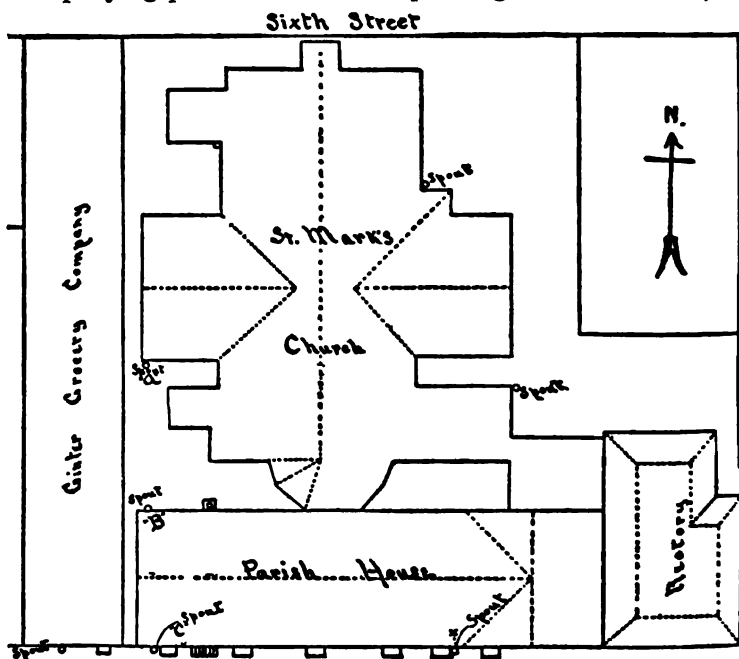 Sixth Street
N.
Spout
St. Mark's
Church
Spout
a
Spout
Ginter Grocery Company
Spout
B
Parish House
Rectory
Spout
c
x Spout
Spout